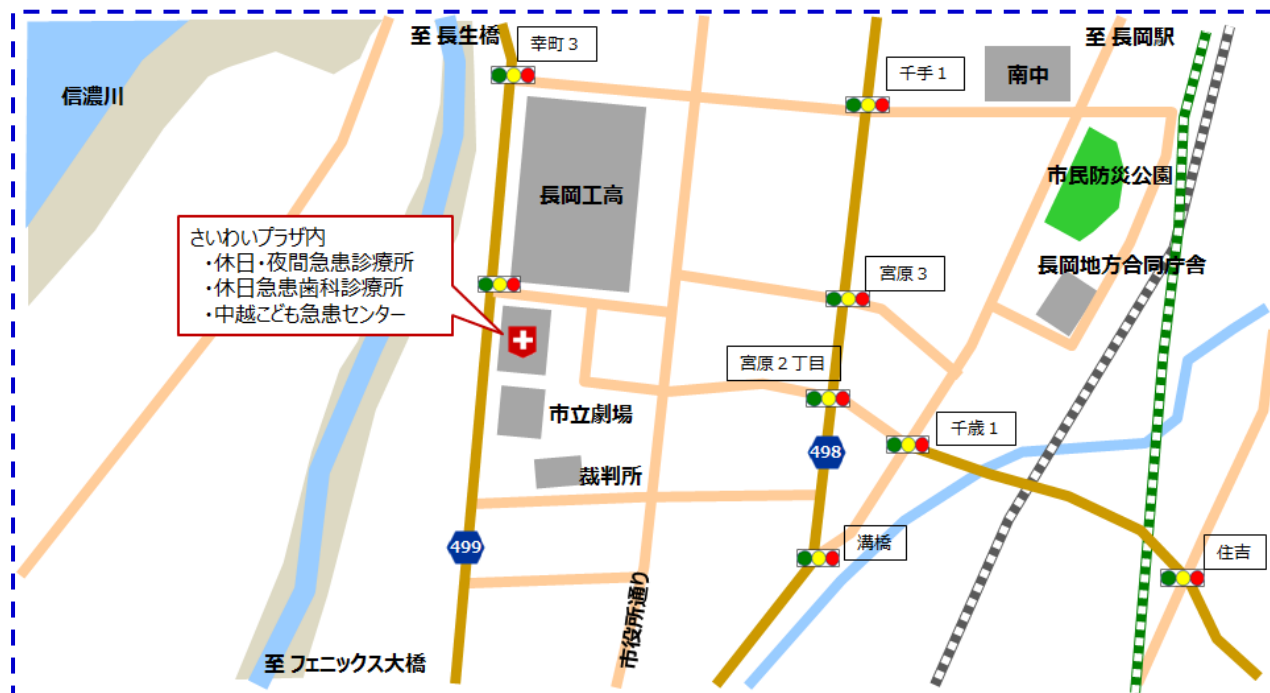 至 長生橋
幸町３
至 長岡駅
千手１
南中
信濃川
市民防災公園
長岡工高
さいわいプラザ内
・休日・夜間急患診療所
・休日急患歯科診療所
・中越こども急患センター
宮原３
長岡地方合同庁舎
宮原２丁目
市立劇場
千歳１
498
裁判所
499
溝橋
住吉
市役所通り
至 フェニックス大橋